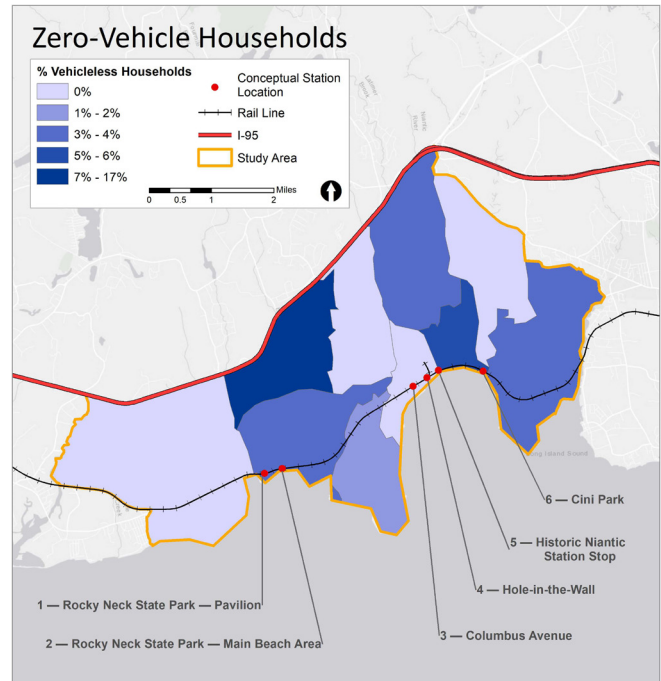 Zero-Vehicle Households
% Vehicleless Households
0%
1% - 2%
3% - 4%
5% - 6%
7% - 17%
Conceptual Station
Location
Rail Line
I-95
Study Area
Miles
0 0.5 1 2
6 — Cini Park
5 — Historic Niantic
Station Stop
4 — Hole-in-the-Wall
1 — Rocky Neck State Park — Pavilion
3 — Columbus Avenue
2 — Rocky Neck State Park — Main Beach Area